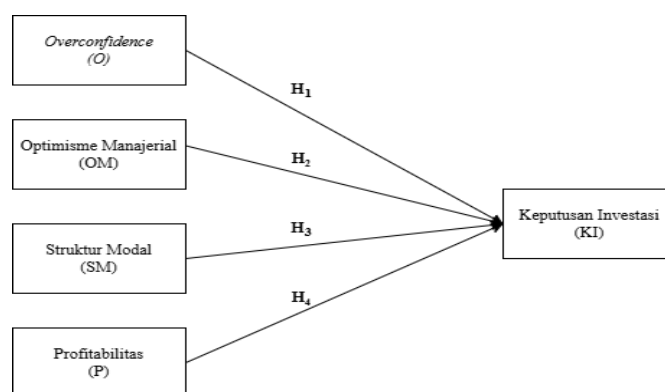 Overconfidence
(O)
H₁
Optimisme Manajerial
(OM)
H₂
Keputusan Investasi
(KI)
Struktur Modal
(SM)
H₃
H₄
Profitabilitas
(P)